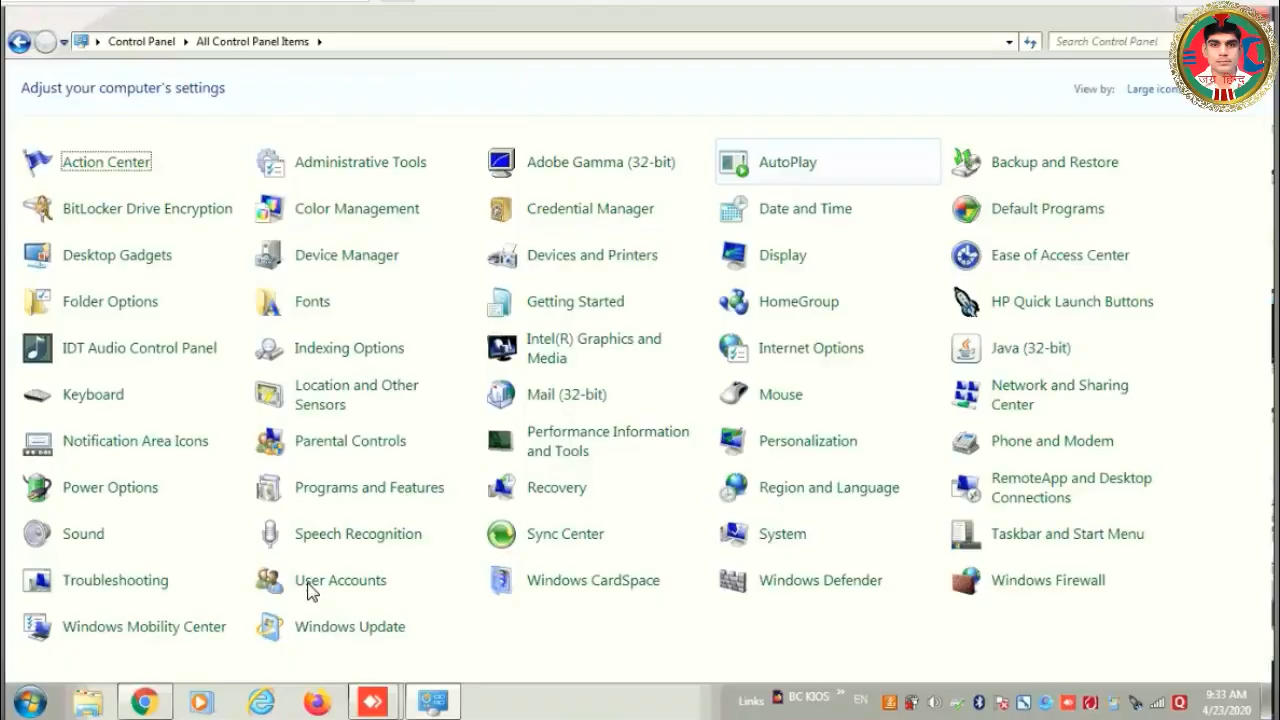 Control Panel
All Control Panel Items
Search Control Panel
Adjust your computer's settings
View by:
Large icon
जय हिन्द
Action Center
Administrative Tools
Adobe Gamma (32-bit)
AutoPlay
Backup and Restore
BitLocker Drive Encryption
Color Management
Credential Manager
Date and Time
Default Programs
Desktop Gadgets
Device Manager
Devices and Printers
Display
Ease of Access Center
Folder Options
Fonts
Getting Started
HomeGroup
HP Quick Launch Buttons
IDT Audio Control Panel
Indexing Options
Intel(R) Graphics and
Media
Internet Options
Java (32-bit)
Keyboard
Location and Other
Sensors
Mail (32-bit)
Mouse
Network and Sharing
Center
Notification Area Icons
Parental Controls
Performance Information
and Tools
Personalization
Phone and Modem
Power Options
Programs and Features
Recovery
Region and Language
RemoteApp and Desktop
Connections
Sound
Speech Recognition
Sync Center
System
Taskbar and Start Menu
Troubleshooting
User Accounts
Windows CardSpace
Windows Defender
Windows Firewall
Windows Mobility Center
Windows Update
Links
BC KIOS
EN
9:33 AM
4/23/2020